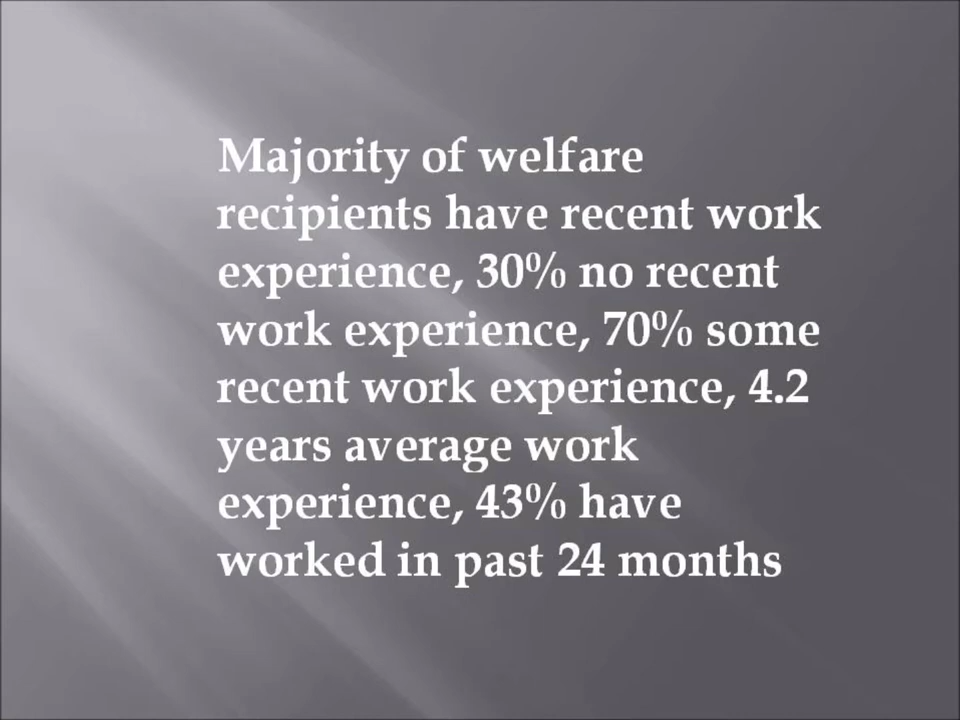 Majority of welfare
recipients have recent work
experience, 30% no recent
work experience, 70% some
recent work experience, 4.2
years average work
experience, 43% have
worked in past 24 months